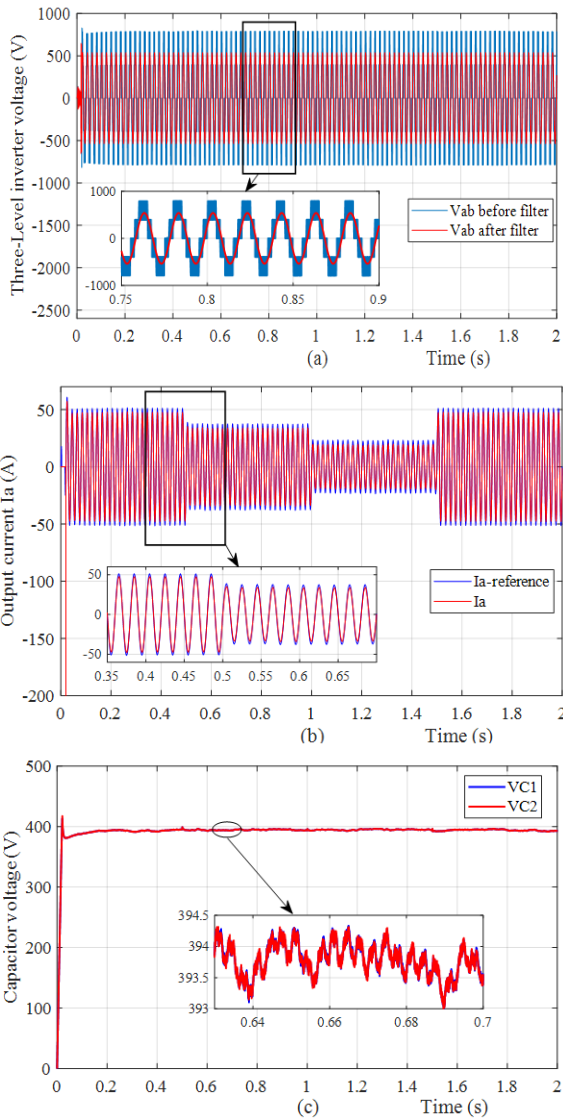 Three-Level inverter voltage (V)
1000
500
0
-500
-1000
-1500
-2000
-2500
1000
0
-1000
0.75
0.8
0.85
0.9
Vab before filter
Vab after filter
0 0.2 0.4 0.6 0.8 1 1.2 1.4 1.6 1.8 2
(a) Time (s)
Output current Ia (A)
50
0
-50
-100
-150
-200
50
0
-50
0.35 0.4 0.45 0.5 0.55 0.6 0.65
Ia-reference
Ia
0 0.2 0.4 0.6 0.8 1 1.2 1.4 1.6 1.8 2
(b) Time (s)
Capacitor voltage (V)
500
400
300
200
100
0
VC1
VC2
394.5
394
393.5
393
0.64 0.66 0.68 0.7
0 0.2 0.4 0.6 0.8 1 1.2 1.4 1.6 1.8 2
(c) Time (s)